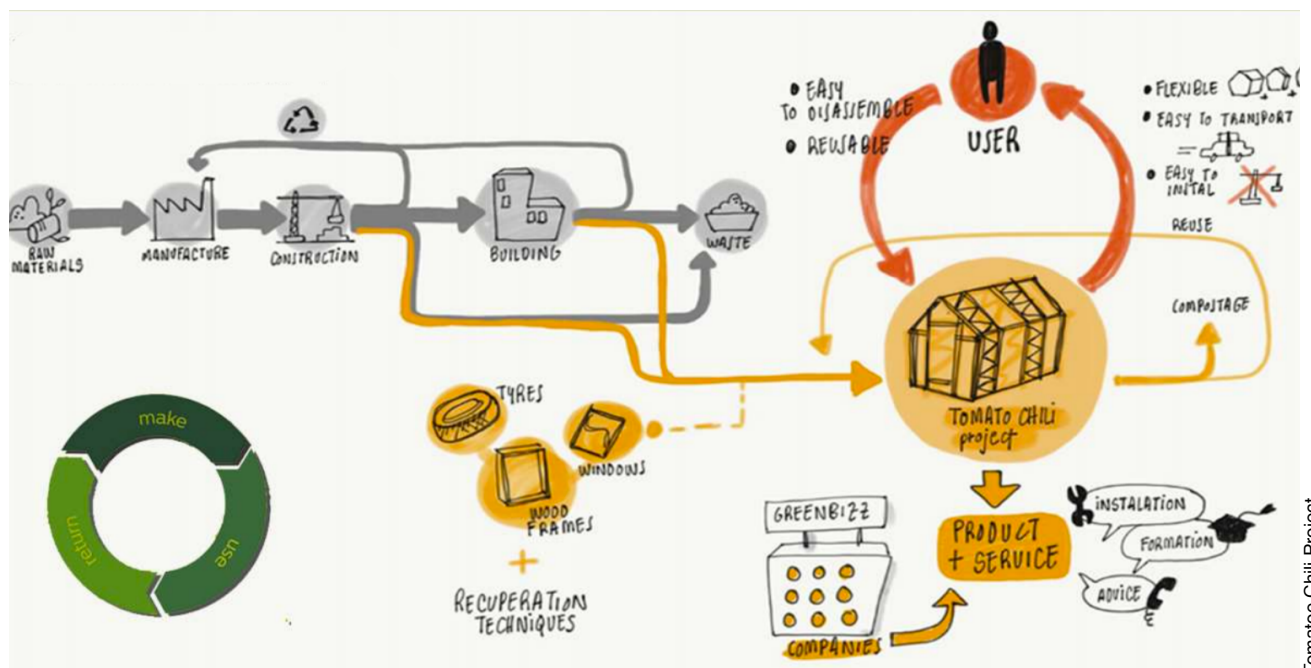 RAW
MATERIALS
MANUFACTURE
CONSTRUCTION
BUILDING
WASTE
• EASY
TO DISASSEMBLE
• REUSABLE
USER
• FLEXIBLE
• EASY TO TRANSPORT
• EASY TO
INSTAL
REUSE
COMPOSTAGE
TOMATO CHILI
project
TYRES
WINDOWS
WOOD
FRAMES
+
RECUPERATION
TECHNIQUES
make
use
return
GREENBIZZ
COMPANIES
PRODUCT
+ SERVICE
INSTALATION
FORMATION
ADVICE
Tomatoe Chili Project